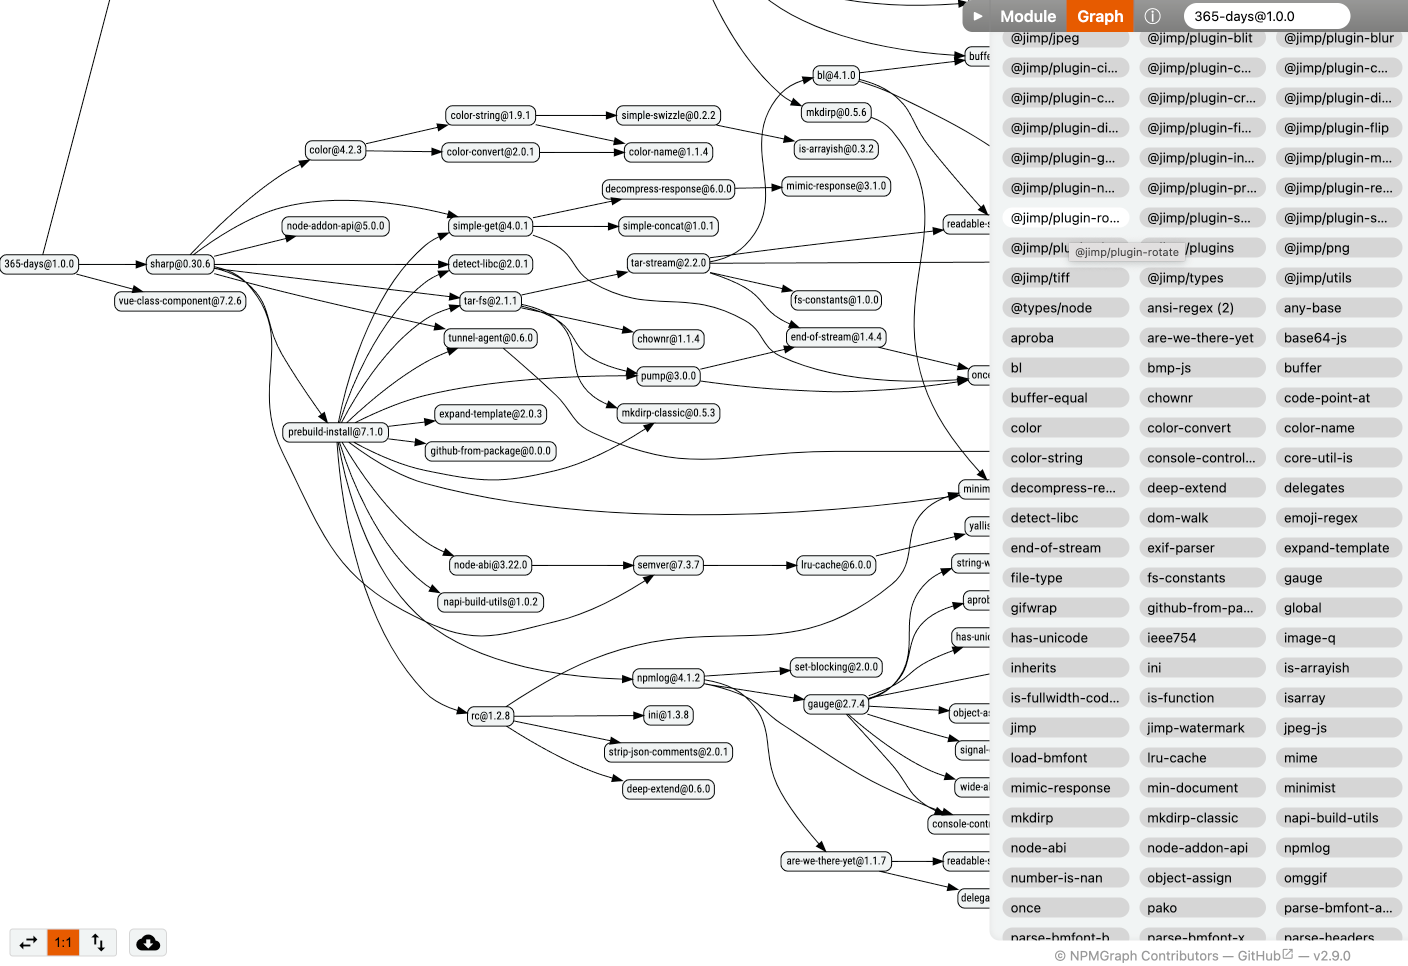 Module Graph ⓘ 365-days@1.0.0
365-days@1.0.0
sharp@0.30.6
vue-class-component@7.2.6
color@4.2.3
node-addon-api@5.0.0
prebuild-install@7.1.0
color-string@1.9.1
color-convert@2.0.1
simple-get@4.0.1
detect-libc@2.0.1
tar-fs@2.1.1
tunnel-agent@0.6.0
expand-template@2.0.3
github-from-package@0.0.0
node-abi@3.22.0
napi-build-utils@1.0.2
rc@1.2.8
simple-swizzle@0.2.2
color-name@1.1.4
decompress-response@6.0.0
simple-concat@1.0.1
tar-stream@2.2.0
chownr@1.1.4
pump@3.0.0
mkdirp-classic@0.5.3
semver@7.3.7
npmlog@4.1.2
ini@1.3.8
strip-json-comments@2.0.1
deep-extend@0.6.0
bl@4.1.0
mkdirp@0.5.6
is-arrayish@0.3.2
mimic-response@3.1.0
fs-constants@1.0.0
end-of-stream@1.4.4
lru-cache@6.0.0
set-blocking@2.0.0
gauge@2.7.4
are-we-there-yet@1.1.7
buffe
readable-s
once
minim
yallis
string-w
aprob
has-unic
object-as
signal-
wide-al
console-contr
readable-s
delega
@jimp/jpeg @jimp/plugin-blit @jimp/plugin-blur
@jimp/plugin-ci... @jimp/plugin-c... @jimp/plugin-c...
@jimp/plugin-c... @jimp/plugin-cr... @jimp/plugin-di...
@jimp/plugin-di... @jimp/plugin-fi... @jimp/plugin-flip
@jimp/plugin-g... @jimp/plugin-in... @jimp/plugin-m...
@jimp/plugin-n... @jimp/plugin-pr... @jimp/plugin-re...
@jimp/plugin-ro... @jimp/plugin-s... @jimp/plugin-s...
@jimp/plu /plugins @jimp/png
@jimp/plugin-rotate
@jimp/tiff @jimp/types @jimp/utils
@types/node ansi-regex (2) any-base
aproba are-we-there-yet base64-js
bl bmp-js buffer
buffer-equal chownr code-point-at
color color-convert color-name
color-string console-control... core-util-is
decompress-re... deep-extend delegates
detect-libc dom-walk emoji-regex
end-of-stream exif-parser expand-template
file-type fs-constants gauge
gifwrap github-from-pa... global
has-unicode ieee754 image-q
inherits ini is-arrayish
is-fullwidth-cod... is-function isarray
jimp jimp-watermark jpeg-js
load-bmfont lru-cache mime
mimic-response min-document minimist
mkdirp mkdirp-classic napi-build-utils
node-abi node-addon-api npmlog
number-is-nan object-assign omggif
once pako parse-bmfont-a...
parse-bmfont-b parse-bmfont-x parse-headers
1:1
© NPMGraph Contributors — GitHub — v2.9.0